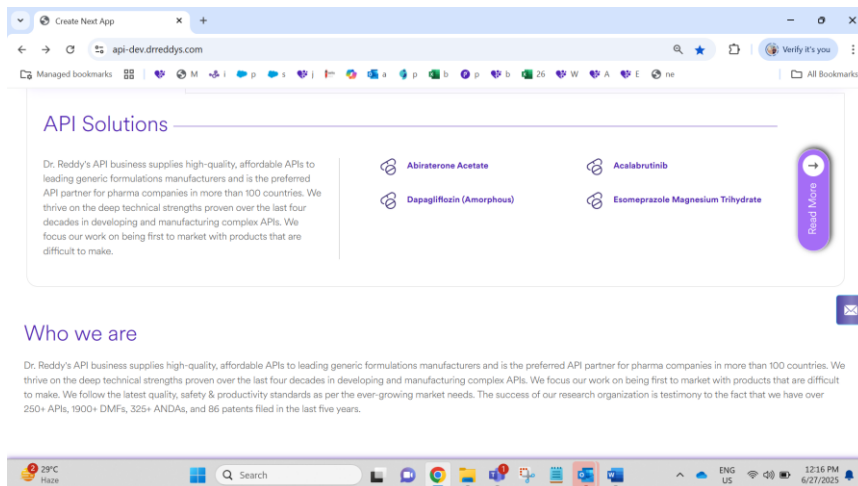 Create New App
Verify it's you
api-dev.drreddys.com
Managed bookmarks
M
i
p
s
j
a
p
b
p
b
26
W
A
E
ne
All Bookmarks
API Solutions
Dr. Reddy's API business supplies high-quality, affordable APIs to
leading generic formulations manufacturers and is the preferred
API partner for pharma companies in more than 100 countries. We
thrive on the deep technical strengths proven over the last four
decades in developing and manufacturing complex APIs. We
focus our work on being first to market with products that are
difficult to make.
Abiraterone Acetate
Acalabrutinib
Dapagliflozin (Amorphous)
Esomeprazole Magnesium Trihydrate
Read More
Who we are
Dr. Reddy's API business supplies high-quality, affordable APIs to leading generic formulations manufacturers and is the preferred API partner for pharma companies in more than 100 countries. We
thrive on the deep technical strengths proven over the last four decades in developing and manufacturing complex APIs. We focus our work on being first to market with products that are difficult
to make. We follow the latest quality, safety & productivity standards as per the ever-growing market needs. The success of our research organization is testimony to the fact that we have over
250+ APIs, 1900+ DMFs, 325+ ANDAs, and 86 patents filed in the last five years.
2
29°C
Haze
Search
ENG
US
12:16 PM
6/27/2025